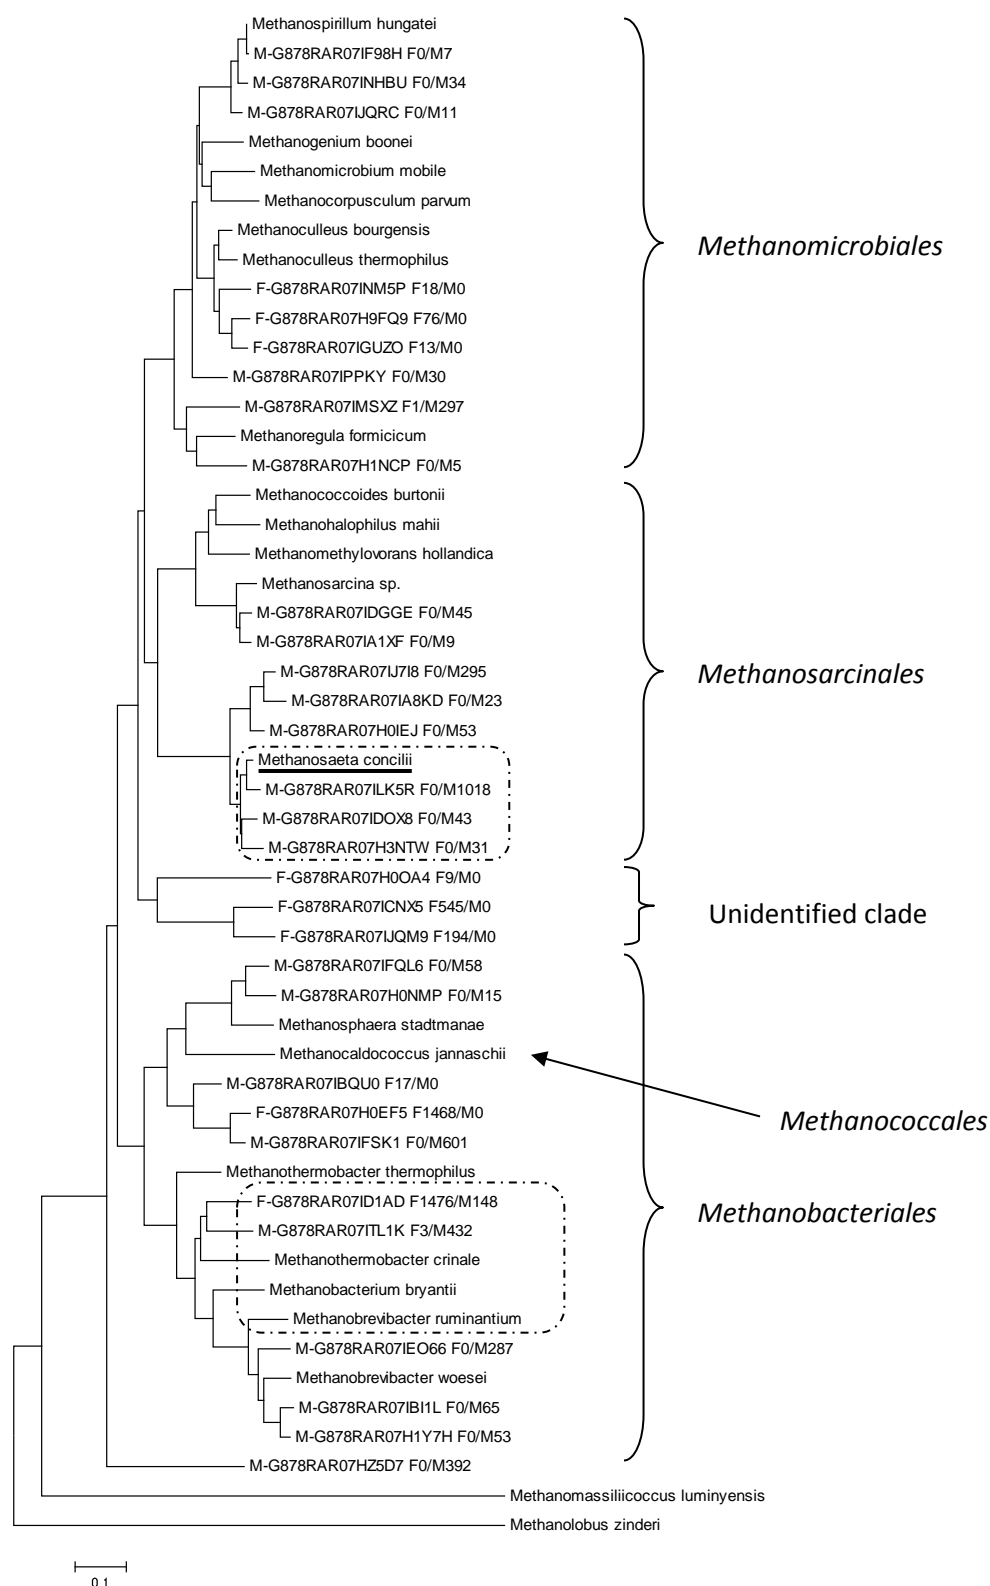 Methanospirillum hungatei
M-G878RAR07IF98H F0/M7
M-G878RAR07INHBU F0/M34
M-G878RAR07IJQRC F0/M11
Methanogenium boonei
Methanomicrobium mobile
Methanocorpusculum parvum
Methanoculleus bourgensis
Methanoculleus thermophilus
F-G878RAR07INM5P F18/M0
F-G878RAR07H9FQ9 F76/M0
F-G878RAR07IGUZO F13/M0
M-G878RAR07IPPKY F0/M30
M-G878RAR07IMSXZ F1/M297
Methanoregula formicicum
M-G878RAR07H1NCP F0/M5
Methanomicrobiales
Methanococcoides burtonii
Methanohalophilus mahii
Methanomethylovorans hollandica
Methanosarcina sp.
M-G878RAR07IDGGE F0/M45
M-G878RAR07IA1XF F0/M9
M-G878RAR07IJ7I8 F0/M295
M-G878RAR07IA8KD F0/M23
M-G878RAR07H0IEJ F0/M53
Methanosaeta concilii
M-G878RAR07ILK5R F0/M1018
M-G878RAR07IDOX8 F0/M43
M-G878RAR07H3NTW F0/M31
Methanosarcinales
F-G878RAR07H0OA4 F9/M0
F-G878RAR07ICNX5 F545/M0
F-G878RAR07IJQM9 F194/M0
Unidentified clade
M-G878RAR07IFQL6 F0/M58
M-G878RAR07H0NMP F0/M15
Methanosphaera stadtmanae
Methanocaldococcus jannaschii
Methanococcales
M-G878RAR07IBQU0 F17/M0
F-G878RAR07H0EF5 F1468/M0
M-G878RAR07IFSK1 F0/M601
Methanothermobacter thermophilus
F-G878RAR07ID1AD F1476/M148
M-G878RAR07ITL1K F3/M432
Methanothermobacter crinale
Methanobacterium bryantii
Methanobrevibacter ruminantium
M-G878RAR07IEO66 F0/M287
Methanobrevibacter woesei
M-G878RAR07IBI1L F0/M65
M-G878RAR07H1Y7H F0/M53
M-G878RAR07HZ5D7 F0/M392
Methanobacteriales
Methanomassiliicoccus luminyensis
Methanolobus zinderi
0.1